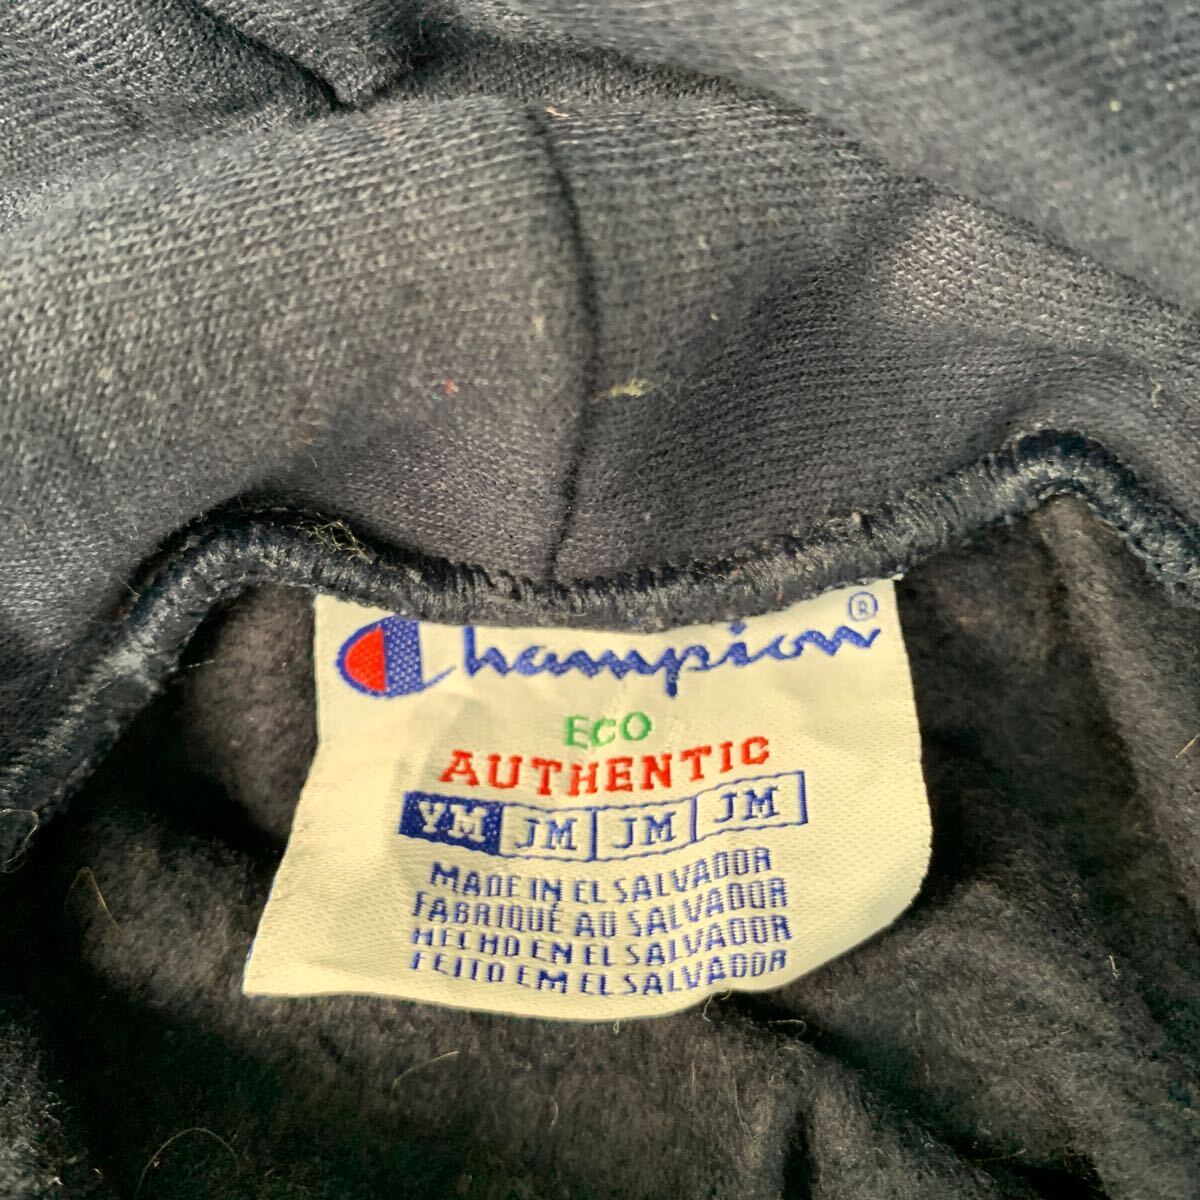 Champion®
ECO
AUTHENTIC
YM JM JM JM
MADE IN EL SALVADOR
FABRIQUÉ AU SALVADOR
HECHO EN EL SALVADOR
FEITO EM EL SALVADOR